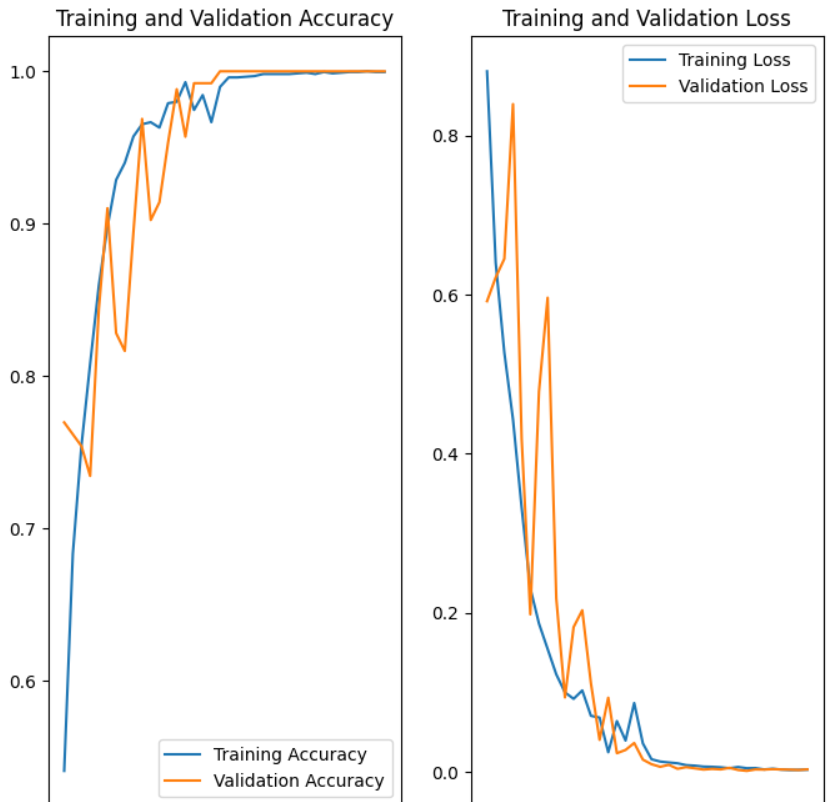 Training and Validation Accuracy
1.0
0.9
0.8
0.7
0.6
Training Accuracy
Validation Accuracy
Training and Validation Loss
Training Loss
Validation Loss
0.8
0.6
0.4
0.2
0.0